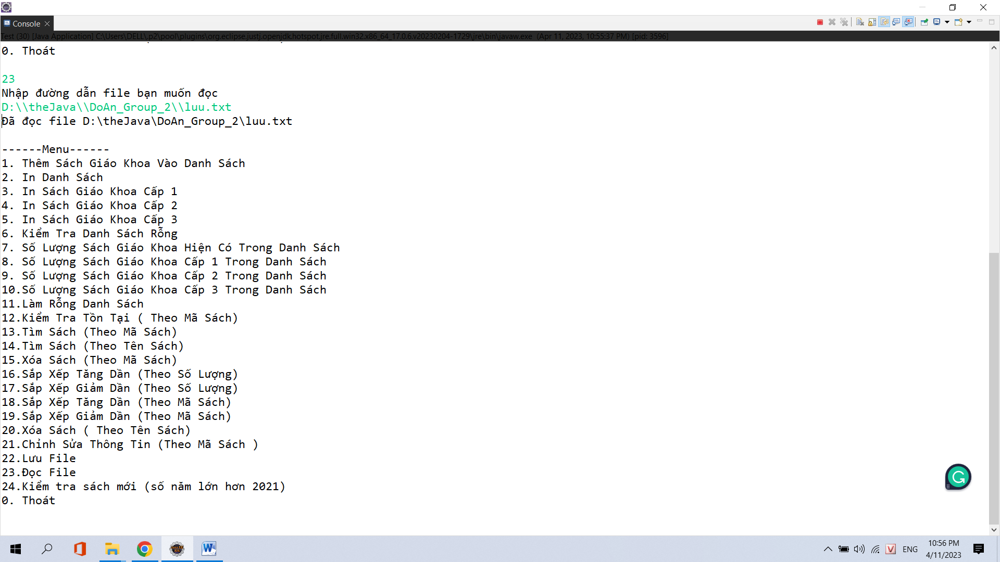 Console
Test (30) [Java Application] C:\Users\DELL\.p2\pool\plugins\org.eclipse.justj.openjdk.hotspot.jre.full.win32.x86_64_17.0.6.v20230204-1729\jre\bin\javaw.exe (Apr 11, 2023, 10:55:37 PM) [pid: 3596]
0. Thoát
23
Nhập đường dẫn file bạn muốn đọc
D:\\theJava\\DoAn_Group_2\\luu.txt
Đã đọc file D:\theJava\DoAn_Group_2\luu.txt
------Menu------
1. Thêm Sách Giáo Khoa Vào Danh Sách
2. In Danh Sách
3. In Sách Giáo Khoa Cấp 1
4. In Sách Giáo Khoa Cấp 2
5. In Sách Giáo Khoa Cấp 3
6. Kiểm Tra Danh Sách Rỗng
7. Số Lượng Sách Giáo Khoa Hiện Có Trong Danh Sách
8. Số Lượng Sách Giáo Khoa Cấp 1 Trong Danh Sách
9. Số Lượng Sách Giáo Khoa Cấp 2 Trong Danh Sách
10.Số Lượng Sách Giáo Khoa Cấp 3 Trong Danh Sách
11.Làm Rỗng Danh Sách
12.Kiểm Tra Tồn Tại ( Theo Mã Sách)
13.Tìm Sách (Theo Mã Sách)
14.Tìm Sách (Theo Tên Sách)
15.Xóa Sách (Theo Mã Sách)
16.Sắp Xếp Tăng Dần (Theo Số Lượng)
17.Sắp Xếp Giảm Dần (Theo Số Lượng)
18.Sắp Xếp Tăng Dần (Theo Mã Sách)
19.Sắp Xếp Giảm Dần (Theo Mã Sách)
20.Xóa Sách ( Theo Tên Sách)
21.Chỉnh Sửa Thông Tin (Theo Mã Sách )
22.Lưu File
23.Đọc File
24.Kiểm tra sách mới (số năm lớn hơn 2021)
0. Thoát
ENG
10:56 PM
4/11/2023